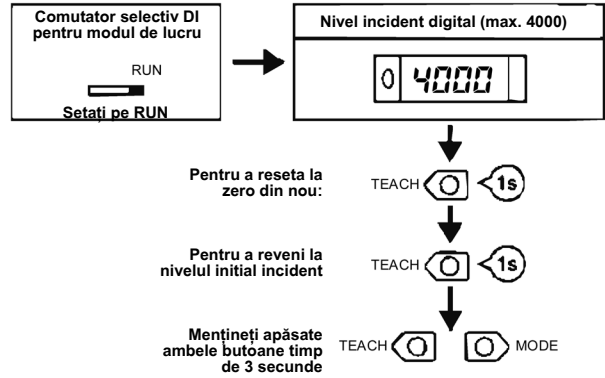 Comutator selectiv DI
pentru modul de lucru
RUN
Setați pe RUN
Nivel incident digital (max. 4000)
0 4000
Pentru a reseta la
zero din nou:
TEACH 1s
Pentru a reveni la
nivelul initial incident
TEACH 1s
Mențineți apăsate
ambele butoane timp
de 3 secunde
TEACH MODE